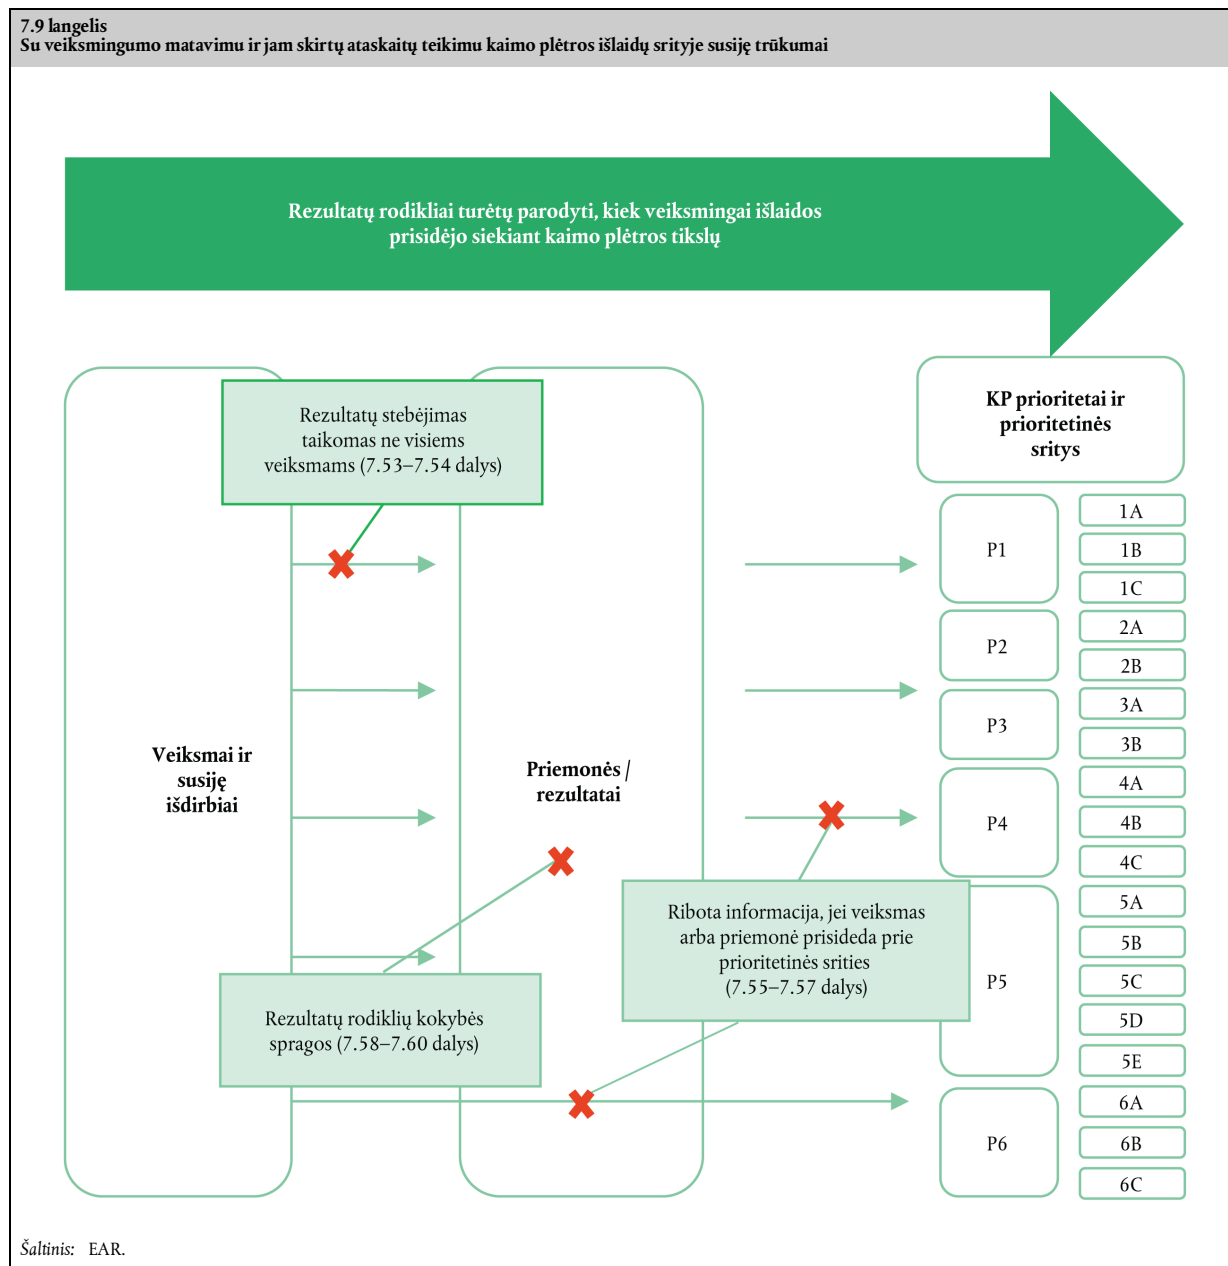 7.9 langelis
Su veiksmingumo matavimu ir jam skirtų ataskaitų teikimu kaimo plėtros išlaidų srityje susiję trūkumai
Rezultatų rodikliai turėtų parodyti, kiek veiksmingai išlaidos
prisidėjo siekiant kaimo plėtros tikslų
KP prioritetai ir
prioritetinės
sritys
Rezultatų stebėjimas
taikomas ne visiems
veiksmams (7.53–7.54 dalys)
Veiksmai ir
susiję
išdirbiai
Priemonės /
rezultatai
Ribota informacija, jei veiksmas
arba priemonė prisideda prie
prioritetinės srities
(7.55–7.57 dalys)
Rezultatų rodiklių kokybės
spragos (7.58–7.60 dalys)
P1
1A
1B
1C
P2
2A
2B
P3
3A
3B
P4
4A
4B
4C
P5
5A
5B
5C
5D
5E
P6
6A
6B
6C
Šaltinis: EAR.